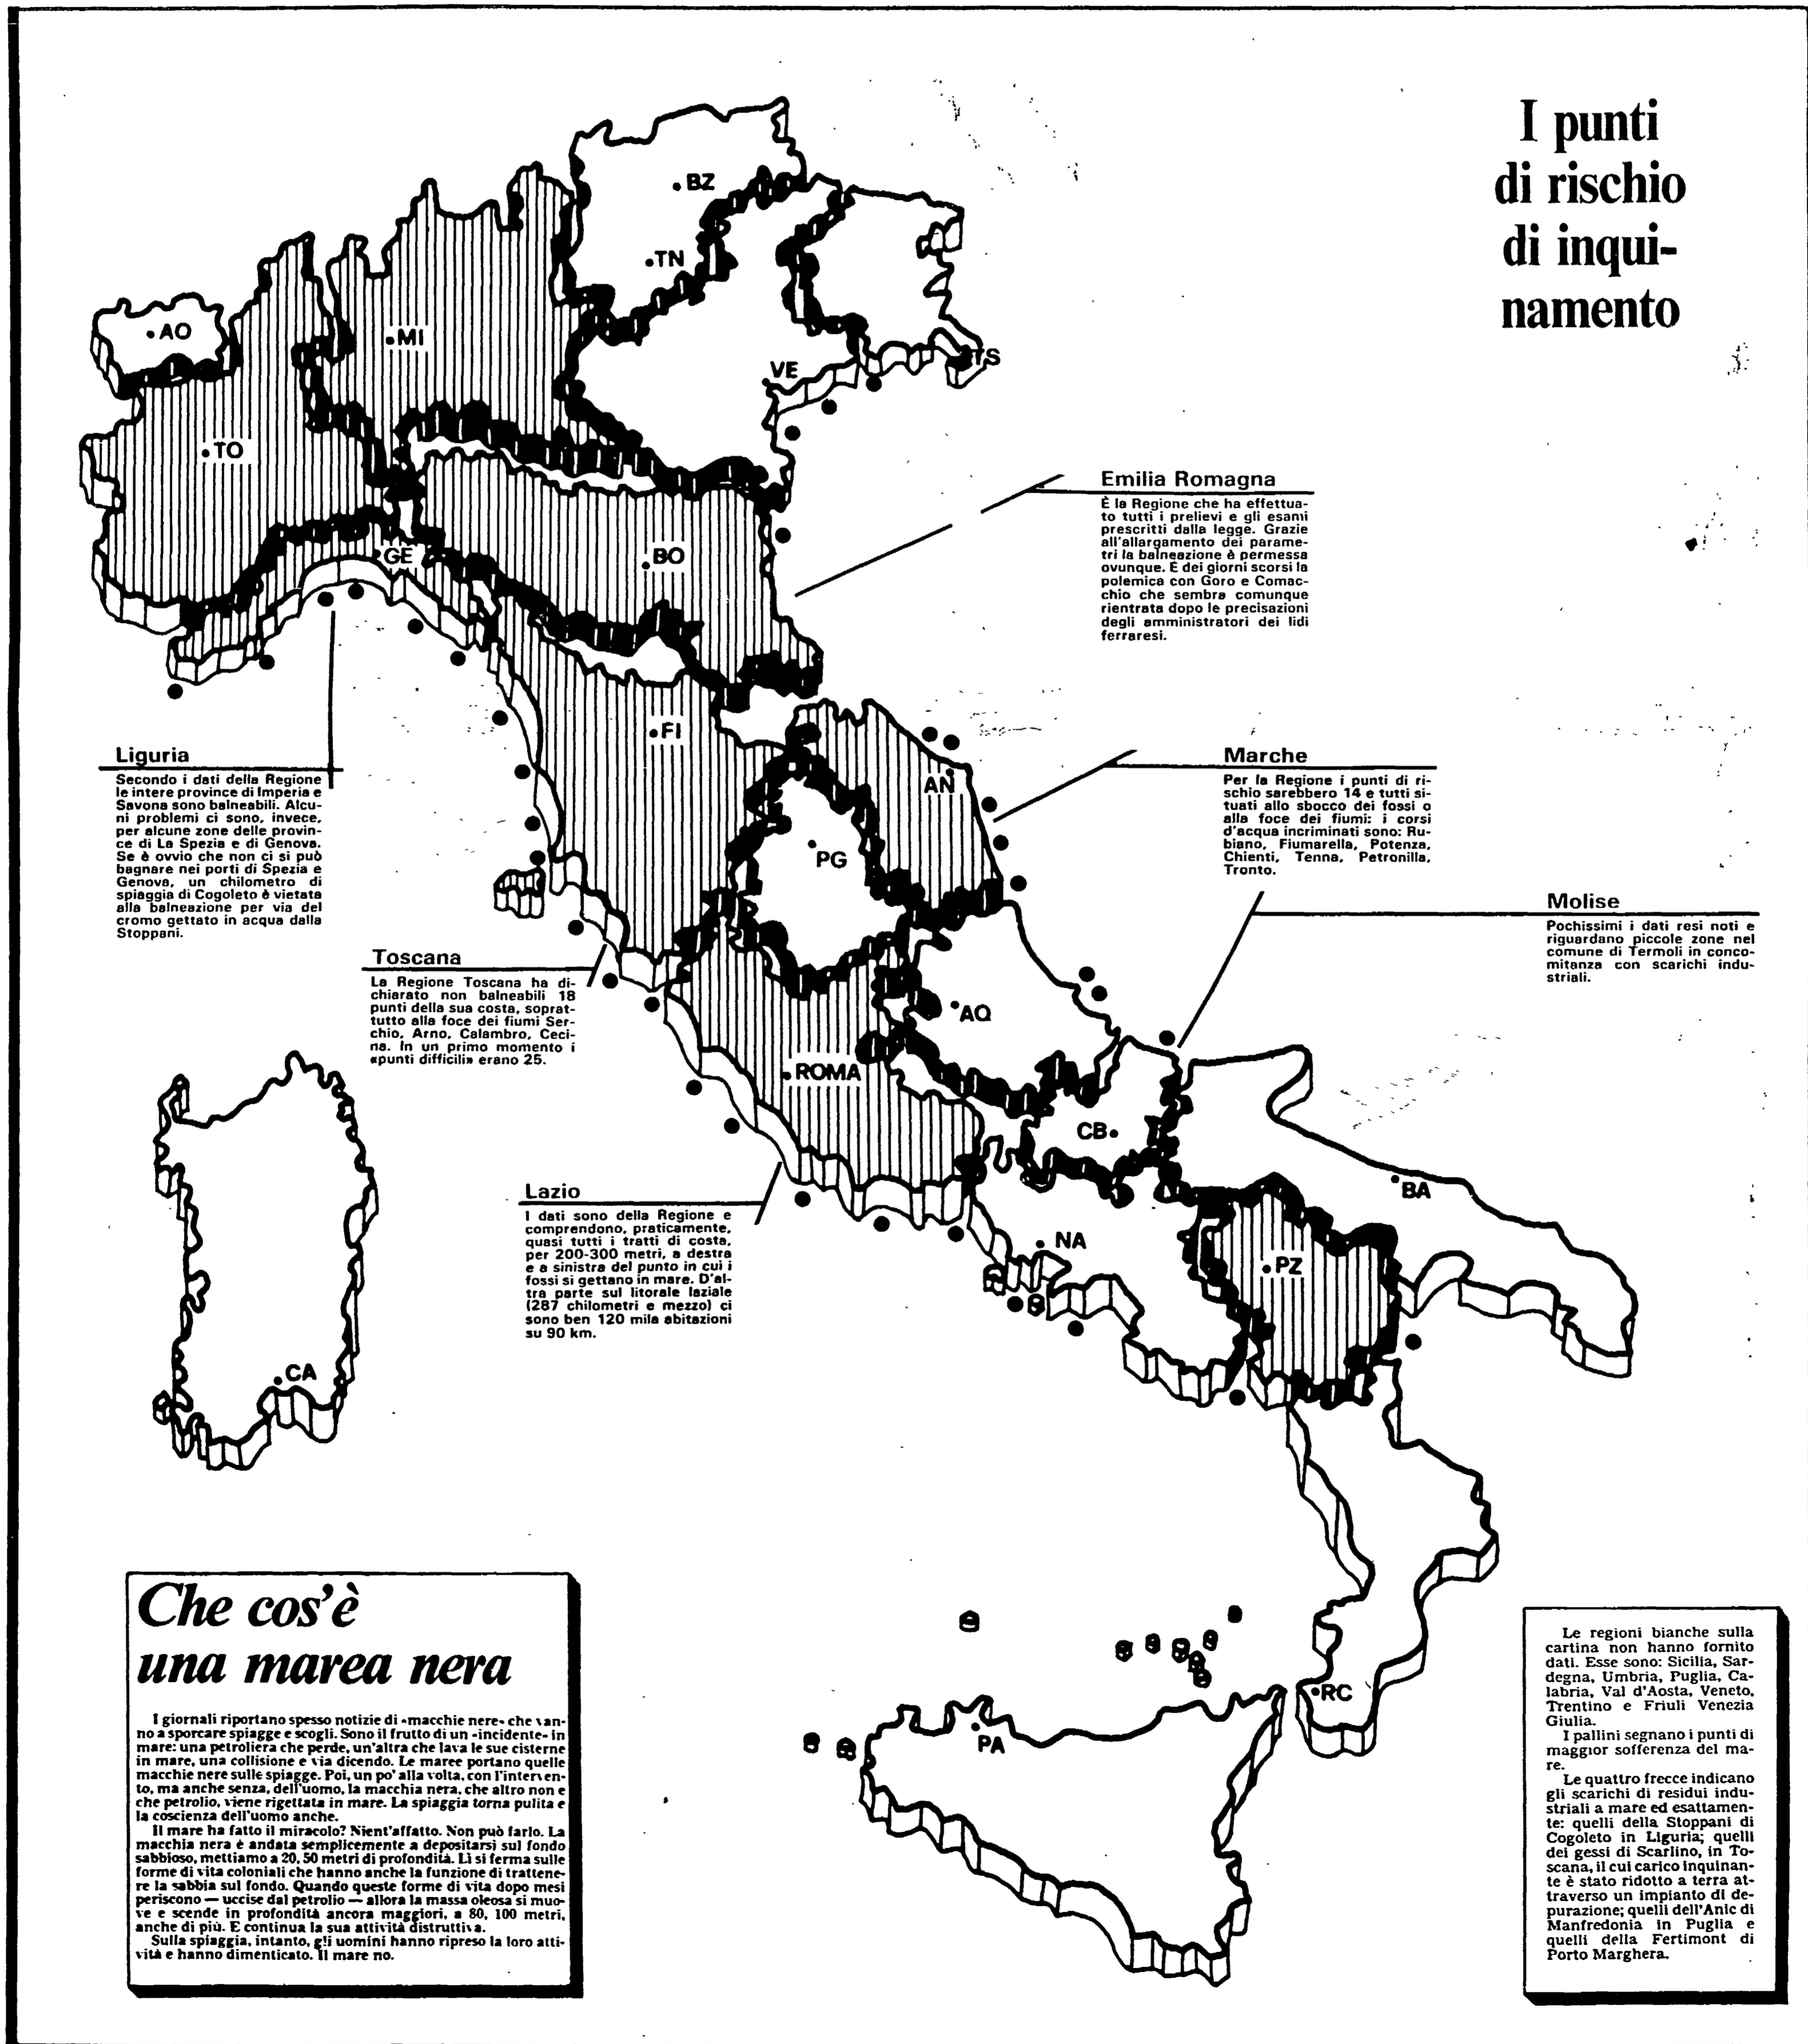 I punti
di rischio
di inqui-
namento
BZ
TN
AO
MI
TS
VE
TO
GE
BO
FI
AN
PG
AQ
ROMA
CB
BA
NA
PZ
CA
RC
PA
Emilia Romagna
È la Regione che ha effettua-
to tutti i prelievi e gli esami
prescritti dalla legge. Grazie
all'allargamento dei parame-
tri la balneazione è permessa
ovunque. È dei giorni scorsi la
polemica con Goro e Comac-
chio che sembra comunque
rientrata dopo le precisazioni
degli amministratori dei lidi
ferraresi.
Liguria
Secondo i dati della Regione
le intere province di Imperia e
Savona sono balneabili. Alcu-
ni problemi ci sono, invece,
per alcune zone delle provin-
ce di La Spezia e di Genova.
Se è ovvio che non ci si può
bagnare nei porti di Spezia e
Genova, un chilometro di
spiaggia di Cogoleto è vietata
alla balneazione per via del
cromo gettato in acqua dalla
Stoppani.
Marche
Per la Regione i punti di ri-
schio sarebbero 14 e tutti si-
tuati allo sbocco dei fossi o
alla foce dei fiumi: i corsi
d'acqua incriminati sono: Ru-
biano, Fiumarella, Potenza,
Chienti, Tenna, Petronilla,
Tronto.
Molise
Pochissimi i dati resi noti e
riguardano piccole zone nel
comune di Termoli in conco-
mitanza con scarichi indu-
striali.
Toscana
La Regione Toscana ha di-
chiarato non balneabili 18
punti della sua costa, soprat-
tutto alla foce dei fiumi Ser-
chio, Arno, Calambro, Ceci-
na. In un primo momento i
«punti difficili» erano 25.
Lazio
I dati sono della Regione e
comprendono, praticamente,
quasi tutti i tratti di costa,
per 200-300 metri, a destra
e a sinistra del punto in cui i
fossi si gettano in mare. D'al-
tra parte sul litorale laziale
(287 chilometri e mezzo) ci
sono ben 120 mila abitazioni
su 90 km.
Che cos'è
una marea nera
I giornali riportano spesso notizie di «macchie nere» che van-
no a sporcare spiagge e scogli. Sono il frutto di un «incidente» in
mare: una petroliera che perde, un'altra che lava le sue cisterne
in mare, una collisione e via dicendo. Le maree portano quelle
macchie nere sulle spiagge. Poi, un po' alla volta, con l'interven-
to, ma anche senza, dell'uomo, la macchia nera, che altro non e
che petrolio, viene rigettata in mare. La spiaggia torna pulita e
la coscienza dell'uomo anche.
Il mare ha fatto il miracolo? Nient'affatto. Non può farlo. La
macchia nera è andata semplicemente a depositarsi sul fondo
sabbioso, mettiamo a 20, 50 metri di profondità. Lì si ferma sulle
forme di vita coloniali che hanno anche la funzione di trattene-
re la sabbia sul fondo. Quando queste forme di vita dopo mesi
periscono — uccise dal petrolio — allora la massa oleosa si muo-
ve e scende in profondità ancora maggiori, a 80, 100 metri,
anche di più. E continua la sua attività distruttiva.
Sulla spiaggia, intanto, gli uomini hanno ripreso la loro atti-
vità e hanno dimenticato. Il mare no.
Le regioni bianche sulla
cartina non hanno fornito
dati. Esse sono: Sicilia, Sar-
degna, Umbria, Puglia, Ca-
labria, Val d'Aosta, Veneto,
Trentino e Friuli Venezia
Giulia.
I pallini segnano i punti di
maggior sofferenza del ma-
re.
Le quattro frecce indicano
gli scarichi di residui indu-
striali a mare ed esattamen-
te: quelli della Stoppani di
Cogoleto in Liguria; quelli
dei gessi di Scarlino, in To-
scana, il cui carico inquinan-
te è stato ridotto a terra at-
traverso un impianto di de-
purazione; quelli dell'Anic di
Manfredonia in Puglia e
quelli della Fertimont di
Porto Marghera.